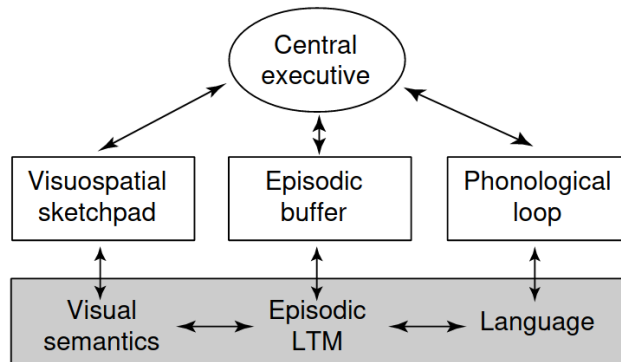 Central
executive
Visuospatial
sketchpad
Episodic
buffer
Phonological
loop
Visual
semantics
Episodic
LTM
Language